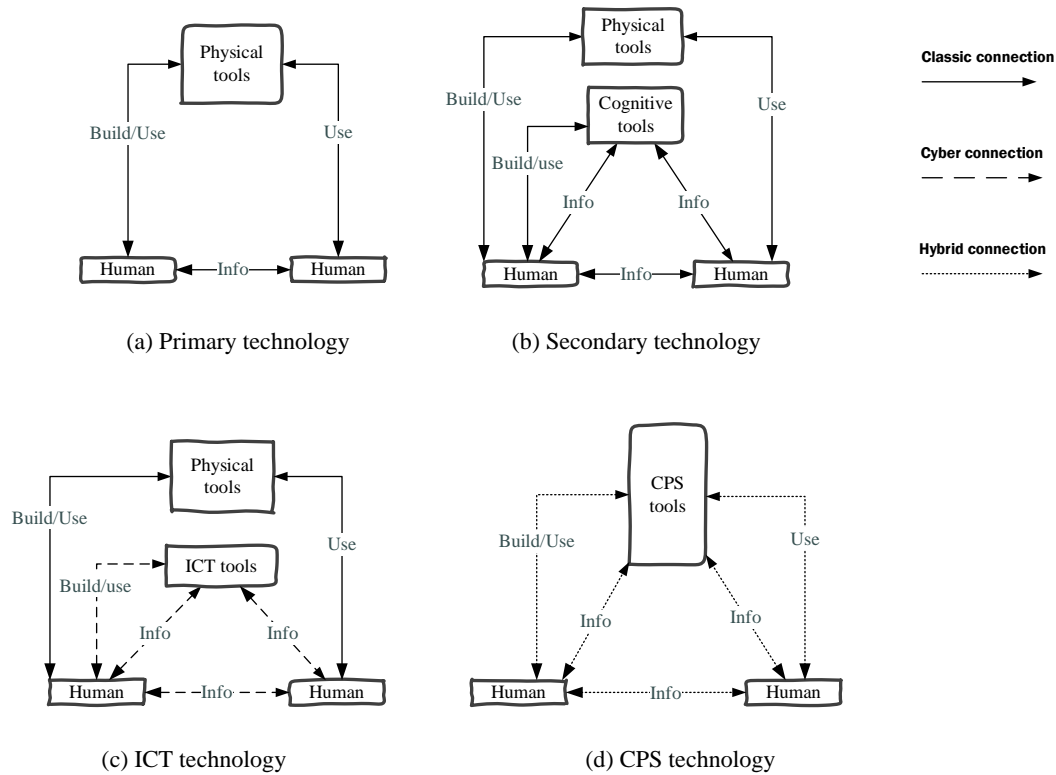 Physical
tools
Build/Use
Use
Human
Info
Human
(a) Primary technology
Physical
tools
Build/Use
Cognitive
tools
Use
Build/use
Info
Info
Human
Info
Human
(b) Secondary technology
Classic connection
Cyber connection
Hybrid connection
Physical
tools
Build/Use
Use
ICT tools
Build/use
Info
Info
Human
Info
Human
(c) ICT technology
CPS
tools
Build/Use
Use
Info
Info
Human
Info
Human
(d) CPS technology